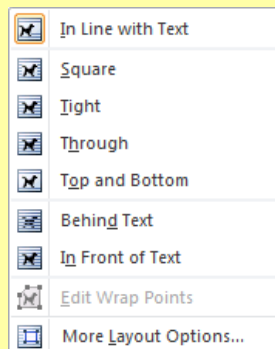 In Line with Text
Square
Tight
Through
Top and Bottom
Behind Text
In Front of Text
Edit Wrap Points
More Layout Options...